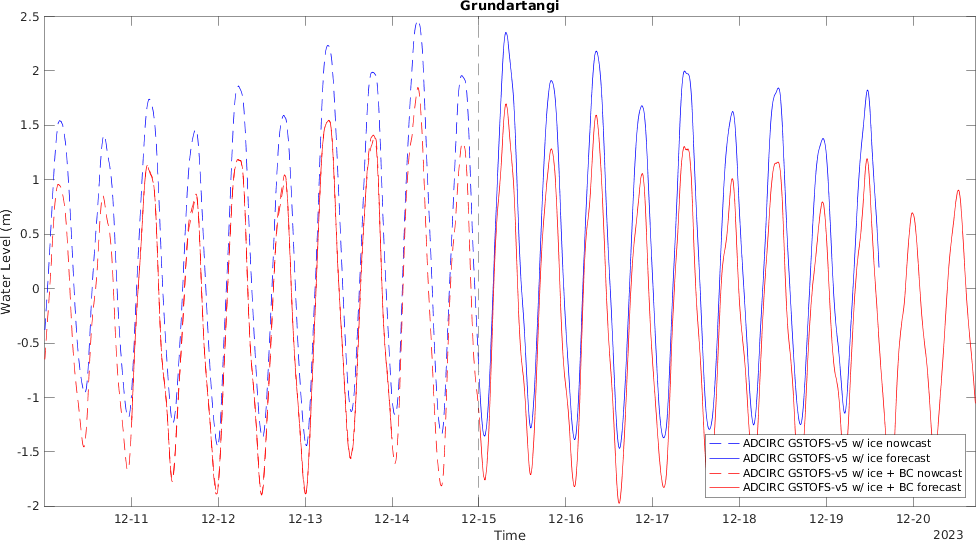 Grundartangi
2.5
2
1.5
1
0.5
0
-0.5
-1
-1.5
-2
Water Level (m)
ADCIRC GSTOFS-v5 w/ ice nowcast
ADCIRC GSTOFS-v5 w/ ice forecast
ADCIRC GSTOFS-v5 w/ ice + BC nowcast
ADCIRC GSTOFS-v5 w/ ice + BC forecast
12-11 12-12 12-13 12-14 12-15 12-16 12-17 12-18 12-19 12-20
Time
2023